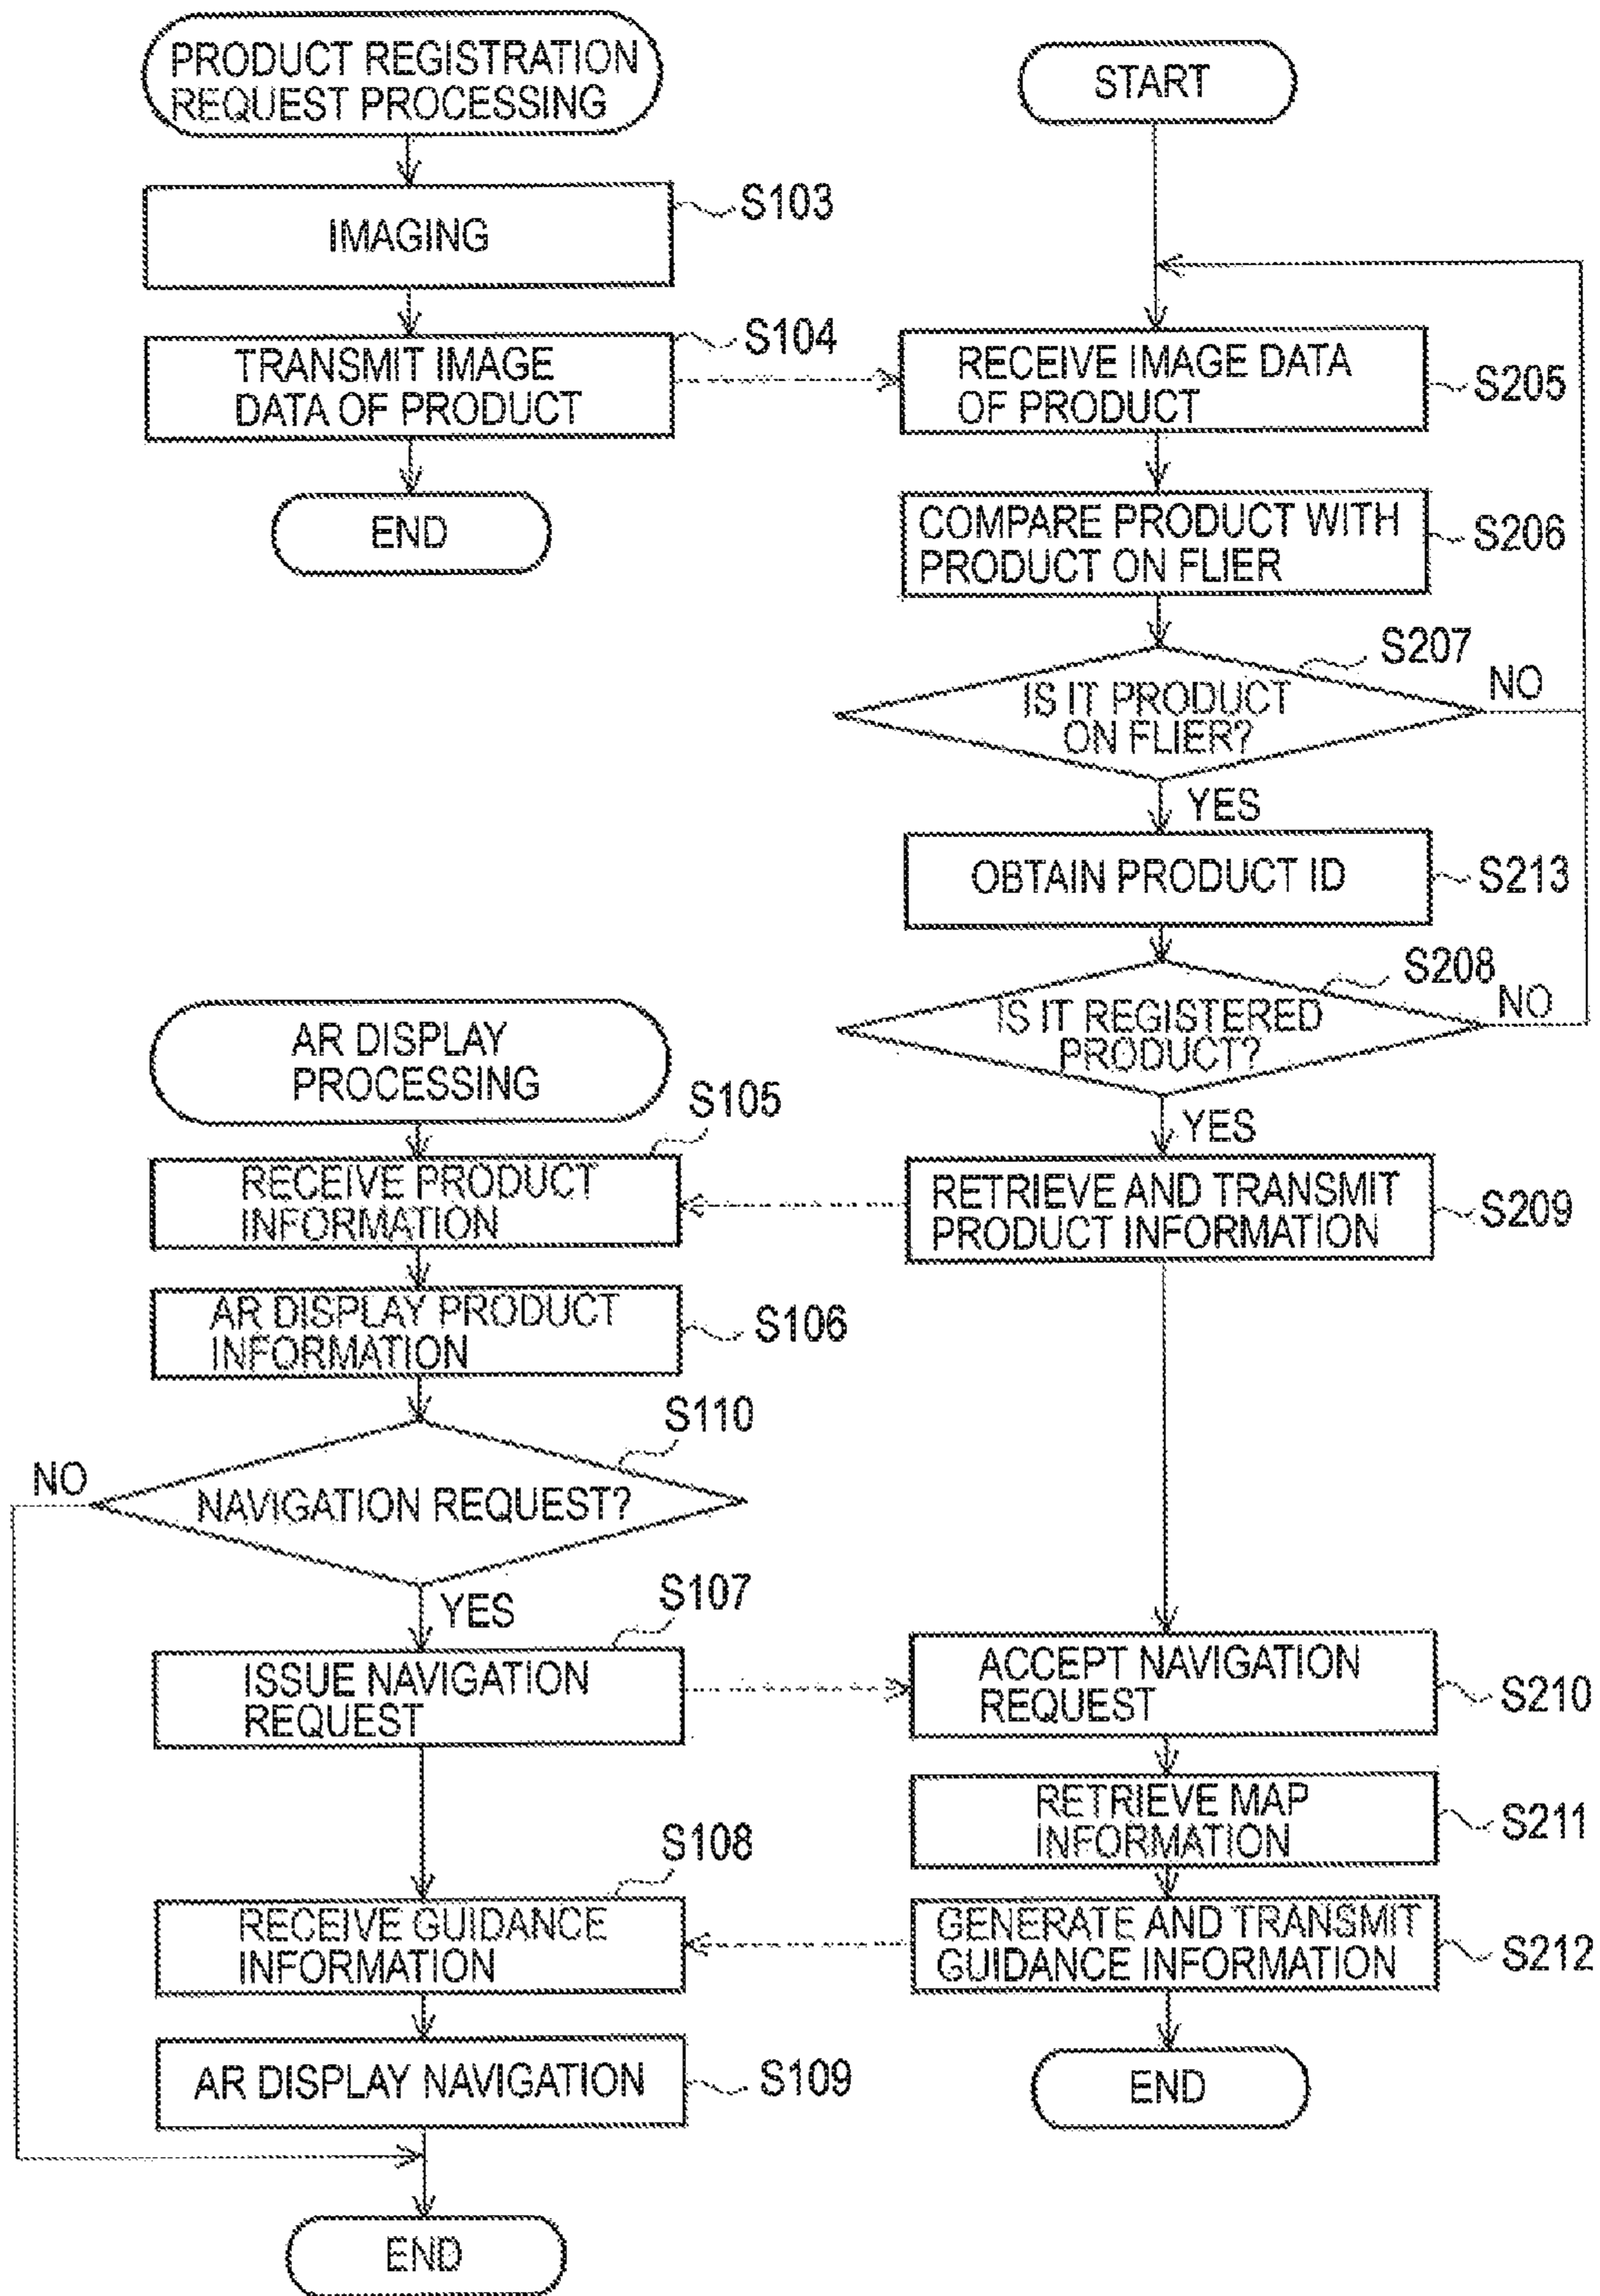 PRODUCT REGISTRATION
REQUEST PROCESSING
IMAGING
S103
TRANSMIT IMAGE
DATA OF PRODUCT
S104
END
START
RECEIVE IMAGE DATA
OF PRODUCT
S205
COMPARE PRODUCT WITH
PRODUCT ON FLIER
S206
IS IT PRODUCT
ON FLIER?
S207
NO
YES
OBTAIN PRODUCT ID
S213
IS IT REGISTERED
PRODUCT?
S208
NO
YES
RETRIEVE AND TRANSMIT
PRODUCT INFORMATION
S209
AR DISPLAY
PROCESSING
S105
RECEIVE PRODUCT
INFORMATION
AR DISPLAY PRODUCT
INFORMATION
S106
S110
NO
NAVIGATION REQUEST?
YES
S107
ISSUE NAVIGATION
REQUEST
ACCEPT NAVIGATION
REQUEST
S210
RETRIEVE MAP
INFORMATION
S211
S108
RECEIVE GUIDANCE
INFORMATION
GENERATE AND TRANSMIT
GUIDANCE INFORMATION
S212
AR DISPLAY NAVIGATION
S109
END
END